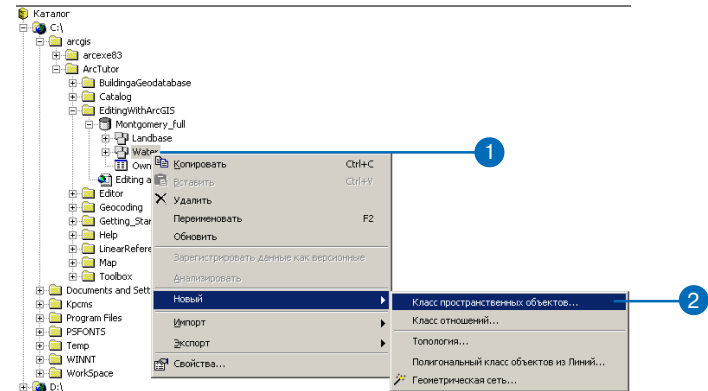 Каталог
C:\
arcgis
arcexe83
ArcTutor
BuildingaGeodatabase
Catalog
EditingWithArcGIS
Montgomery_full
Landbase
Water
Own
Editing a
Editor
Geocoding
Getting_Star
Help
LinearRefere
Map
Toolbox
Documents and Sett
Kpcms
Program Files
PSFONTS
Temp
WINNT
WorkSpace
D:\
1
Копировать Ctrl+C
Вставить Ctrl+V
Удалить
Переименовать F2
Обновить
Зарегистрировать данные как версионные
Анализировать
Новый
Импорт
Экспорт
Свойства...
2
Класс пространственных объектов...
Класс отношений...
Топология...
Полигональный класс объектов из Линий...
Геометрическая сеть...